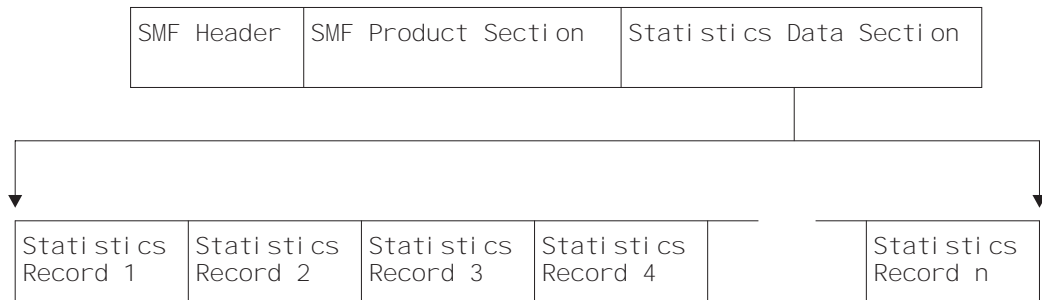 SMF Header SMF Product Section Statistics Data Section
Statistics Statistics Statistics Statistics Statistics
Record 1 Record 2 Record 3 Record 4 Record n